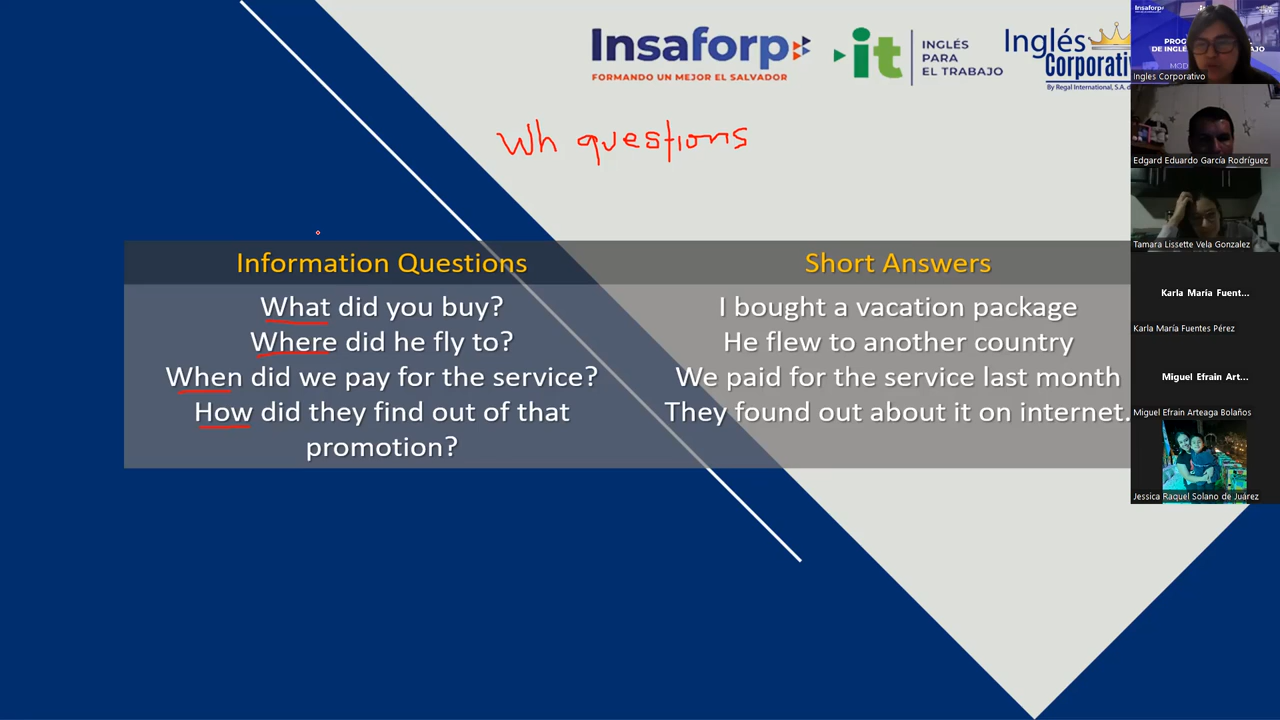 Insaforp
FORMANDO UN MEJOR EL SALVADOR
it
INGLÉS
PARA
EL TRABAJO
Inglés
Corporativ
By Regal International, S.A. d
Wh questions
Information Questions
Short Answers
What did you buy?
I bought a vacation package
Where did he fly to?
He flew to another country
When did we pay for the service?
We paid for the service last month
How did they find out of that
They found out about it on internet.
promotion?
Insaforp
Ingles Corporativo
Edgard Eduardo García Rodríguez
Tamara Lissette Vela Gonzalez
Karla María Fuent...
Karla María Fuentes Pérez
Miguel Efrain Art...
Miguel Efrain Arteaga Bolaños
Jessica Raquel Solano de Juárez